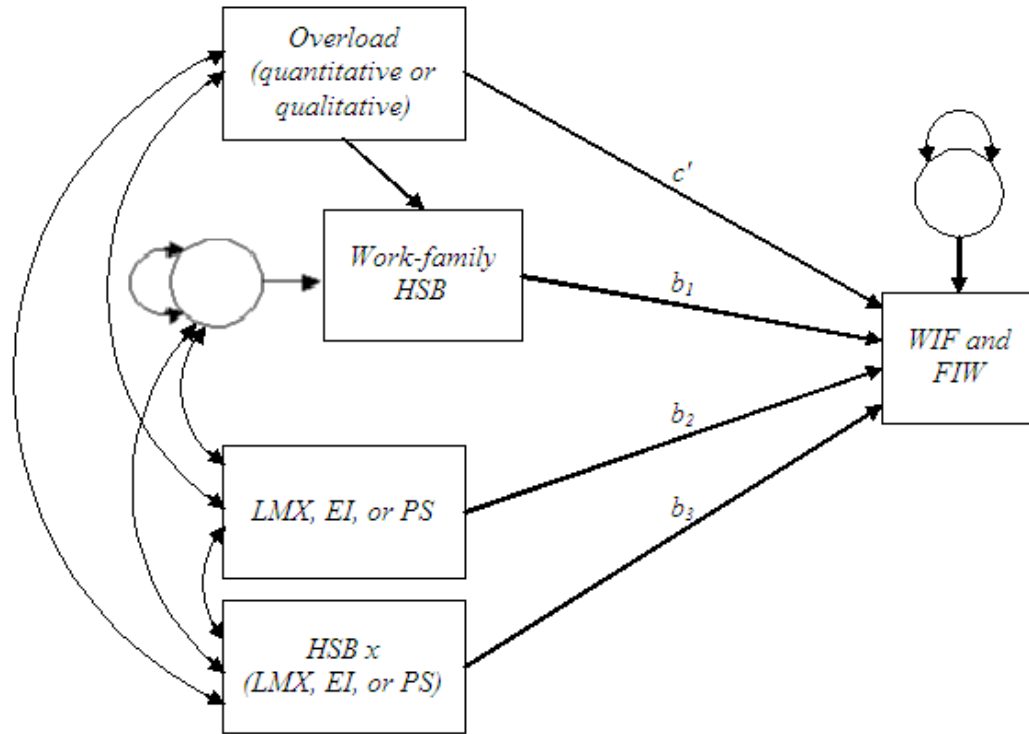 Overload
(quantitative or
qualitative)
c'
Work-family
HSB
b₁
WIF and
FIW
b₂
LMX, EI, or PS
b₃
HSB x
(LMX, EI, or PS)